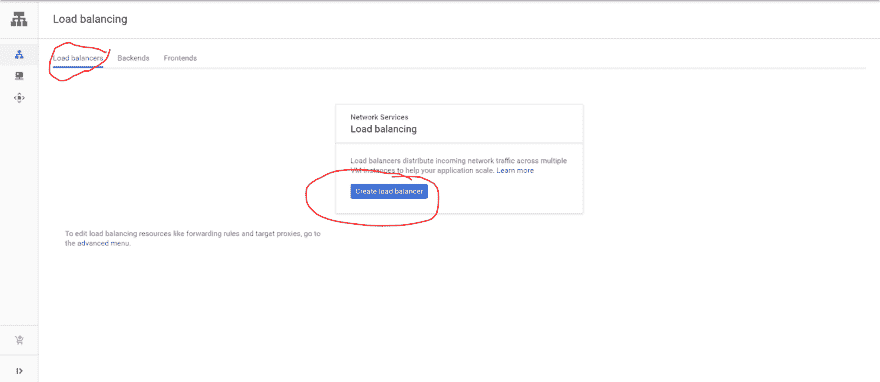 Load balancing
Load balancers
Backends
Frontends
Network Services
Load balancing
Load balancers distribute incoming network traffic across multiple
VM instances to help your application scale. Learn more
Create load balancer
To edit load balancing resources like forwarding rules and target proxies, go to
the advanced menu.